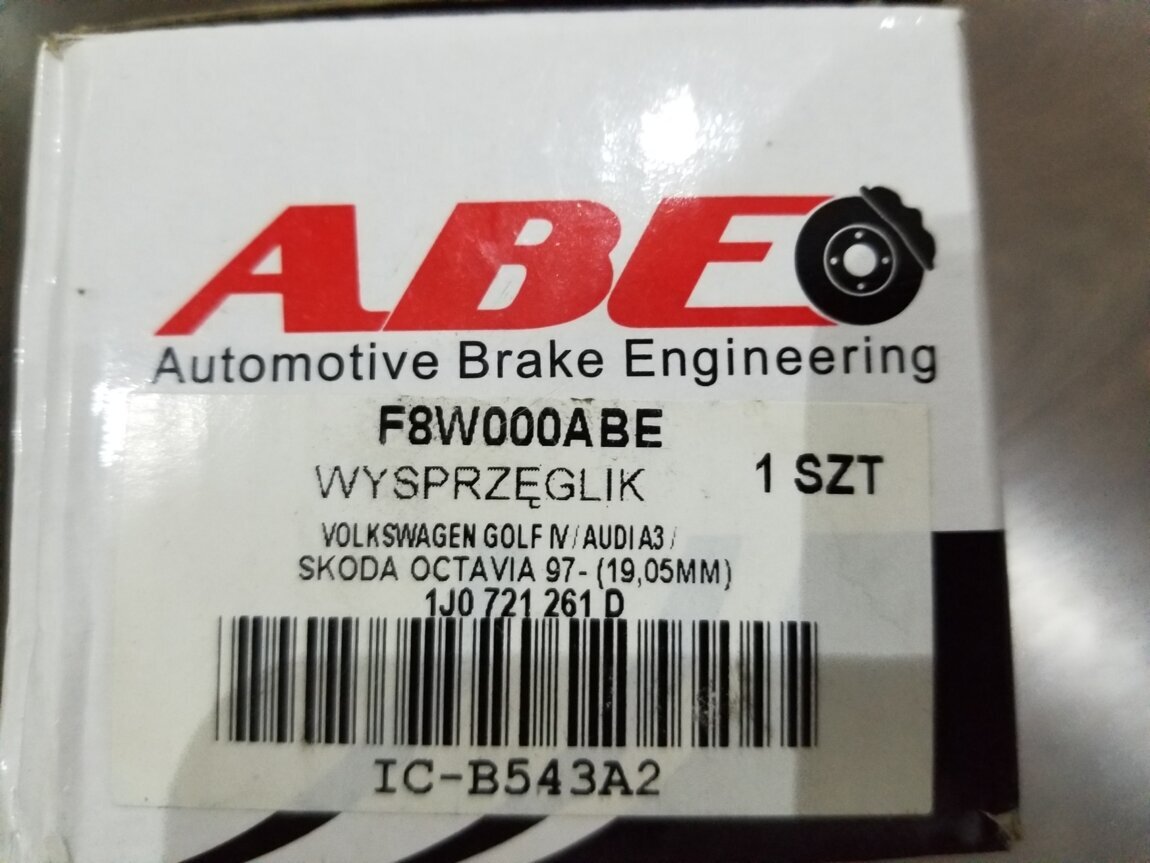 ABE
Automotive Brake Engineering
F8W000ABE
WYSPRZĘGLIK 1 SZT
VOLKSWAGEN GOLF IV/AUDI A3/
SKODA OCTAVIA 97- (19,05MM)
1J0 721 261 D
IC-B543A2